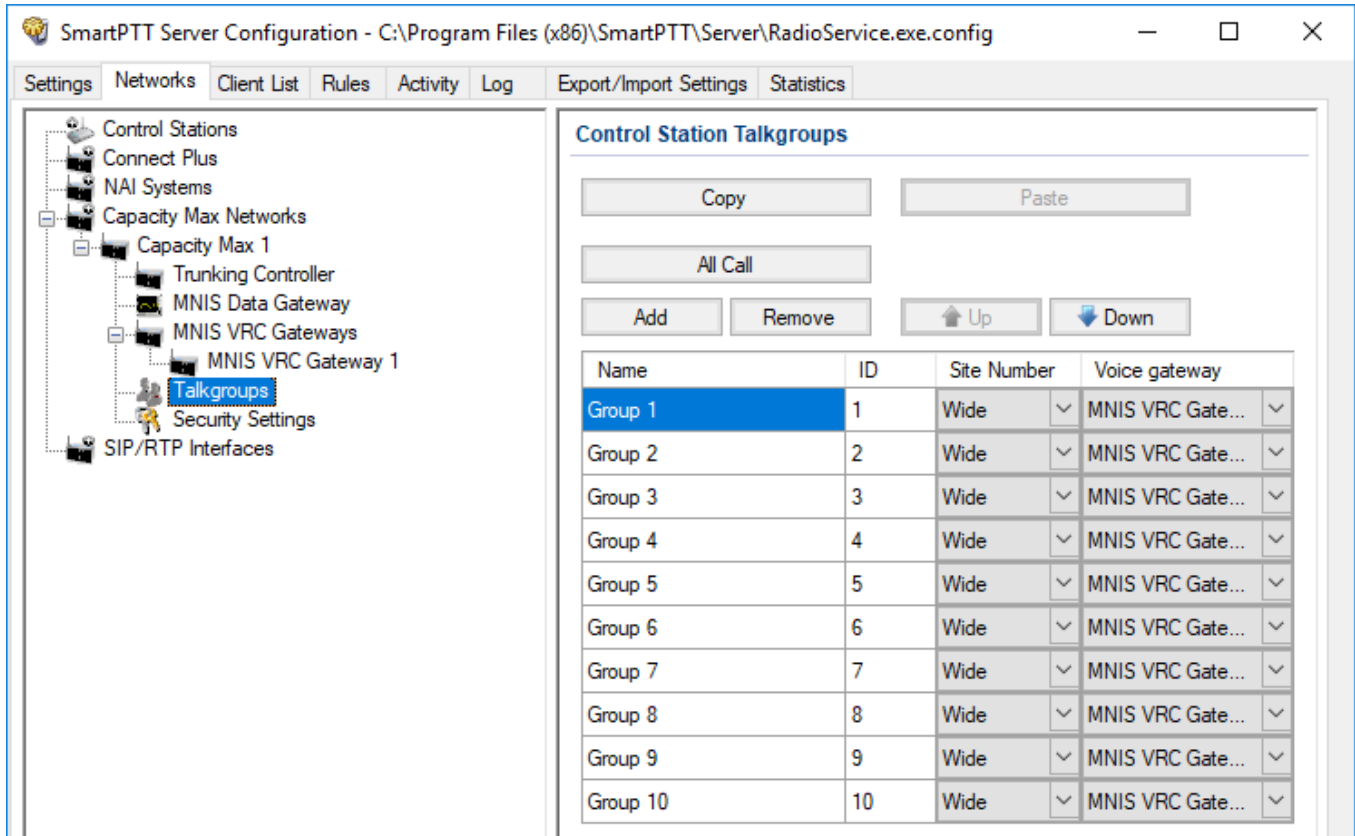 SmartPTT Server Configuration - C:\Program Files (x86)\SmartPTT\Server\RadioService.exe.config
Settings Networks Client List Rules Activity Log Export/Import Settings Statistics
Control Stations
Connect Plus
NAI Systems
Capacity Max Networks
Capacity Max 1
Trunking Controller
MNIS Data Gateway
MNIS VRC Gateways
MNIS VRC Gateway 1
Talkgroups
Security Settings
SIP/RTP Interfaces
Control Station Talkgroups
Copy Paste
All Call
Add Remove Up Down
Name ID Site Number Voice gateway
Group 1 1 Wide MNIS VRC Gate...
Group 2 2 Wide MNIS VRC Gate...
Group 3 3 Wide MNIS VRC Gate...
Group 4 4 Wide MNIS VRC Gate...
Group 5 5 Wide MNIS VRC Gate...
Group 6 6 Wide MNIS VRC Gate...
Group 7 7 Wide MNIS VRC Gate...
Group 8 8 Wide MNIS VRC Gate...
Group 9 9 Wide MNIS VRC Gate...
Group 10 10 Wide MNIS VRC Gate...